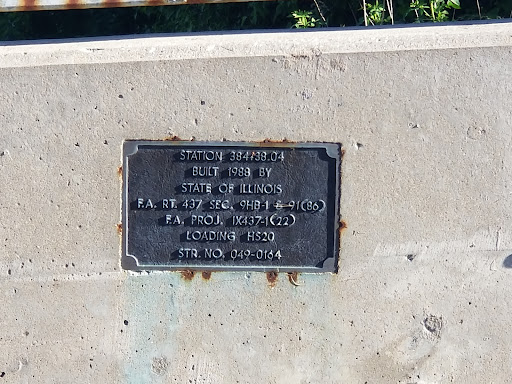 STATION 384+38.04
BUILT 1988 BY
STATE OF ILLINOIS
F.A. RT. 437 SEC. 9HB-1 & 91(86)
F.A. PROJ. IX437-1(22)
LOADING HS20
STR. NO. 049-0164